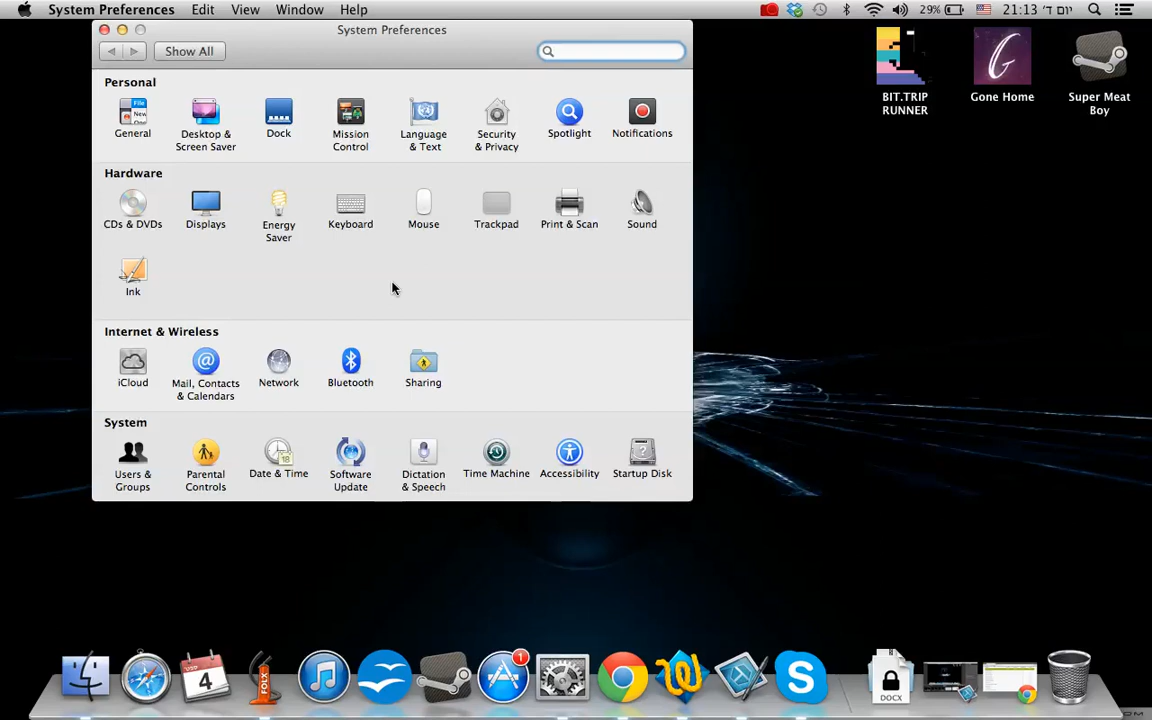 System Preferences Edit View Window Help 29% 21:13 יום ד׳
System Preferences
Show All
Personal
General
Desktop &
Screen Saver
Dock
Mission
Control
Language
& Text
Security
& Privacy
Spotlight
Notifications
Hardware
CDs & DVDs
Displays
Energy
Saver
Keyboard
Mouse
Trackpad
Print & Scan
Sound
Ink
Internet & Wireless
iCloud
Mail, Contacts
& Calendars
Network
Bluetooth
Sharing
System
Users &
Groups
Parental
Controls
Date & Time
Software
Update
Dictation
& Speech
Time Machine
Accessibility
Startup Disk
BIT.TRIP
RUNNER
Gone Home
Super Meat
Boy
4
FOLX
1
DOCX